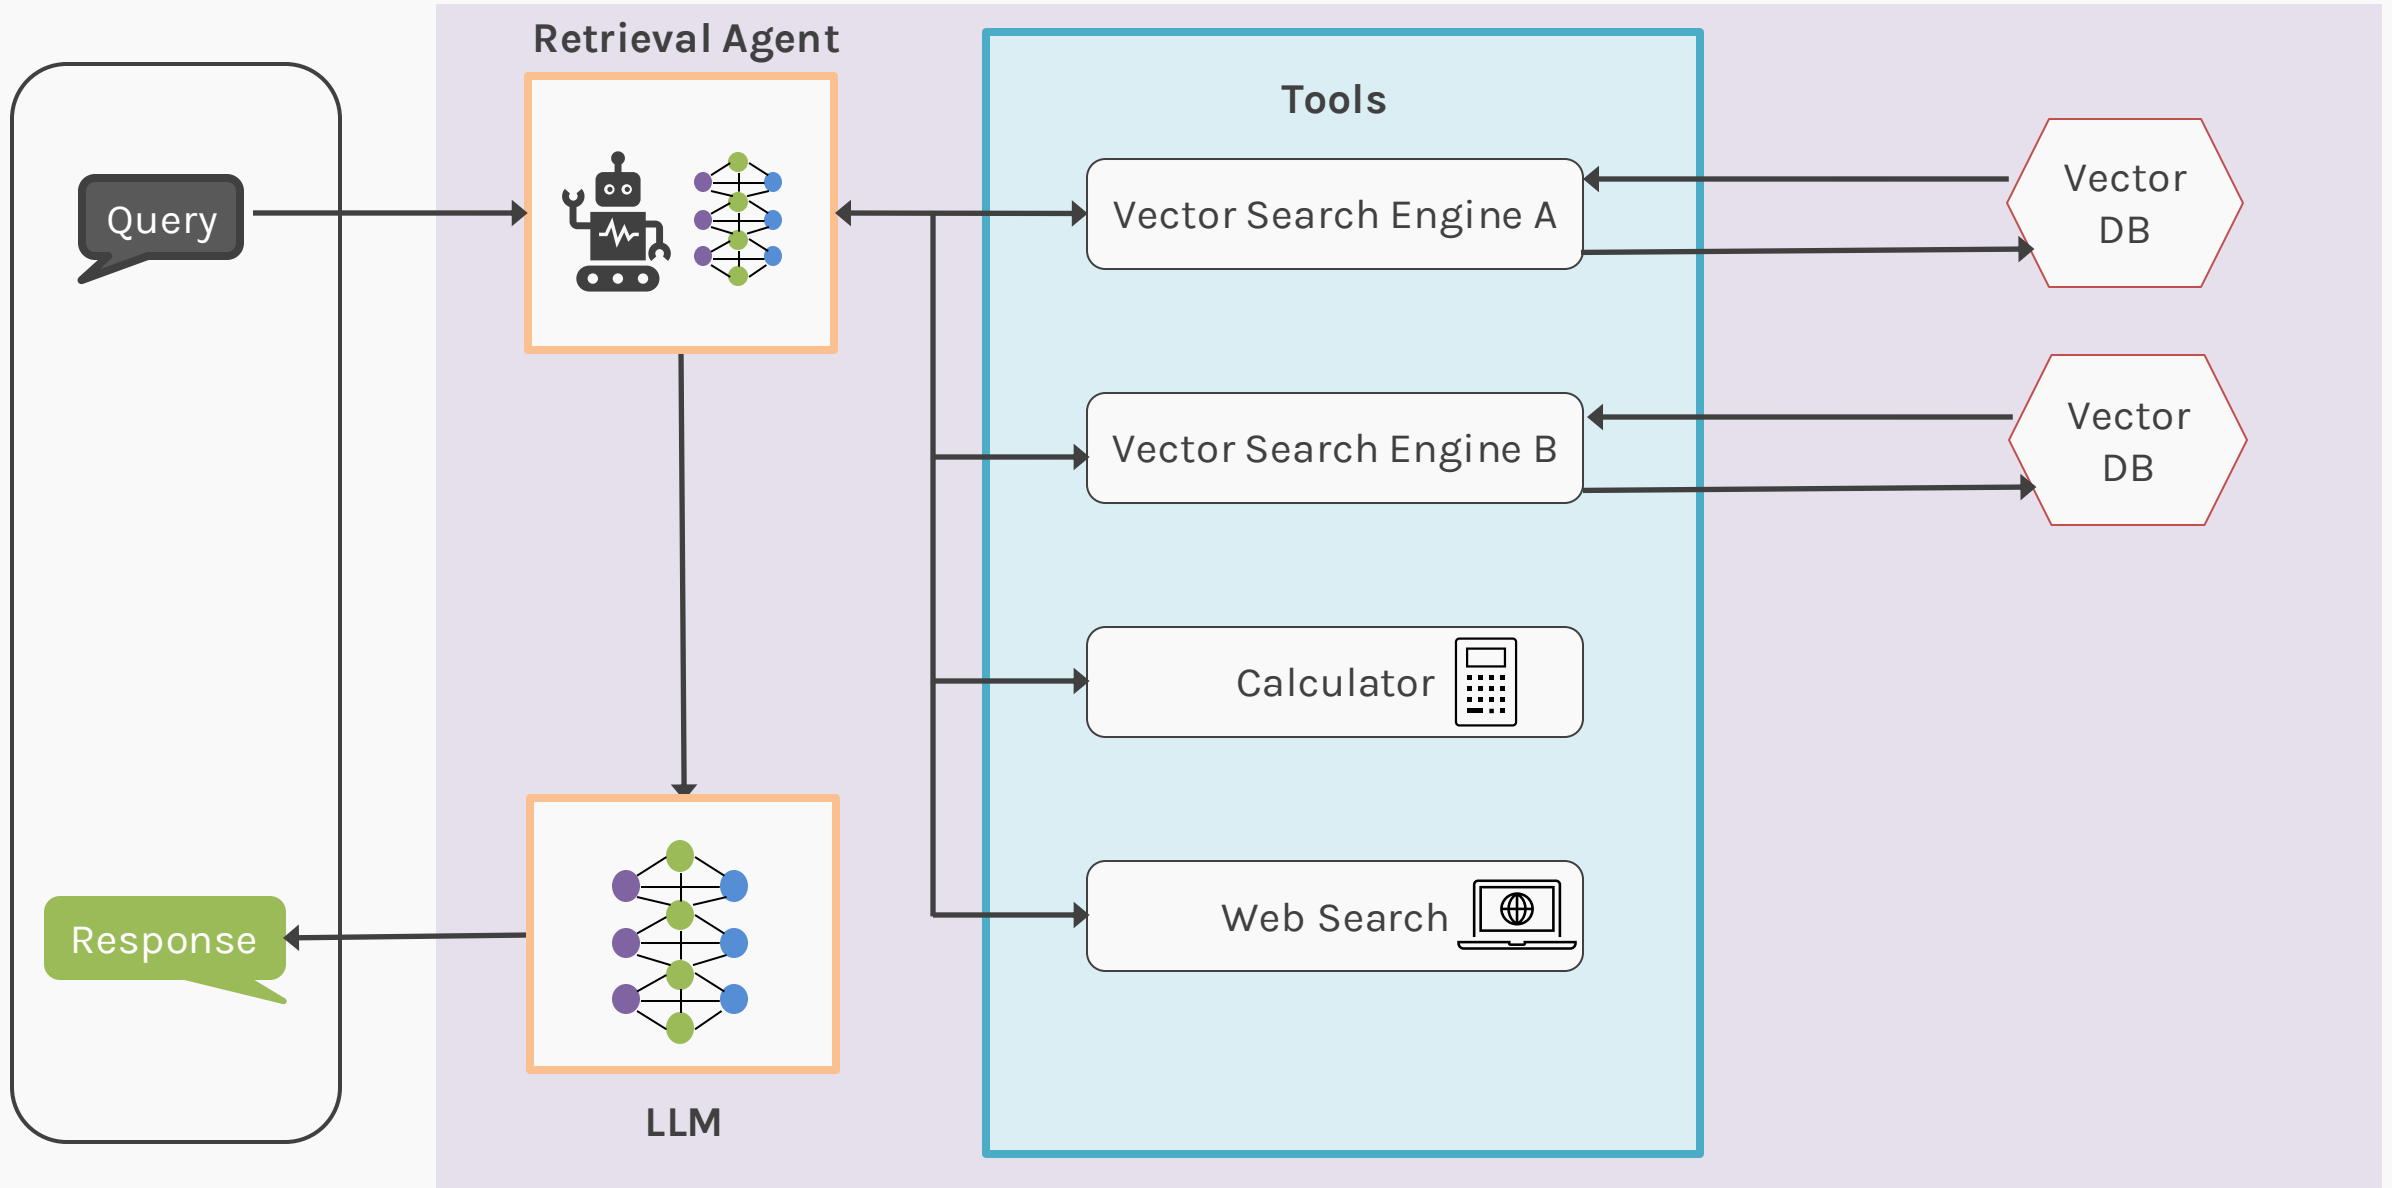 Retrieval Agent
Tools
Query
Vector Search Engine A
Vector
DB
Vector Search Engine B
Vector
DB
Calculator
Web Search
Response
LLM